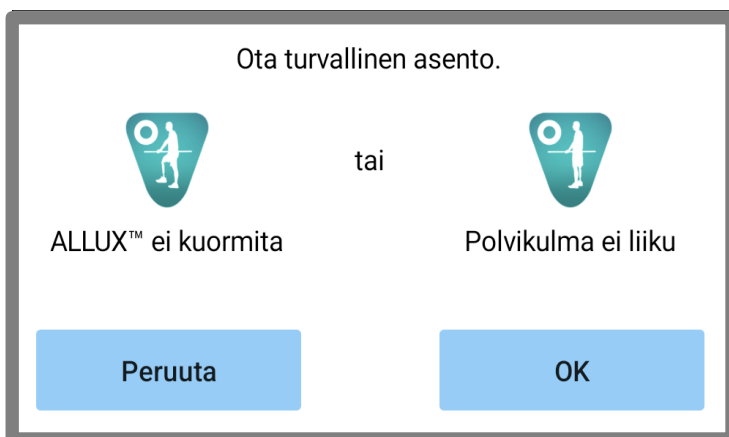 Ota turvallinen asento.
tai
ALLUX™ ei kuormita
Polvikulma ei liiku
Peruuta
OK